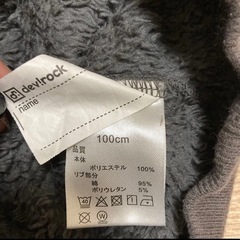 devirock
name
100cm
品質
本体
ポリエステル 100%
リブ部分
綿 95%
ポリウレタン 5%